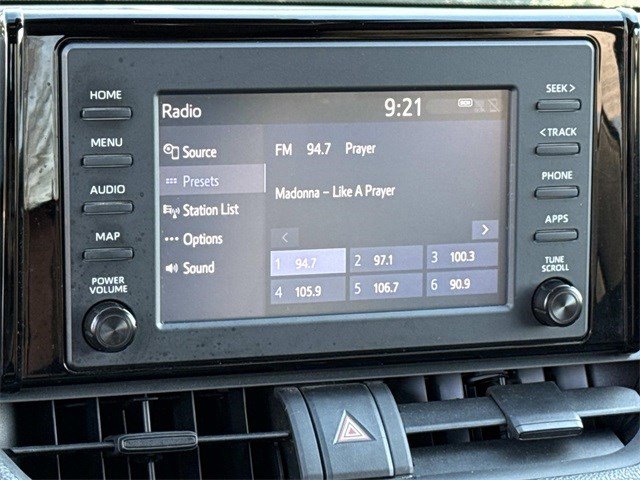 HOME
MENU
AUDIO
MAP
POWER
VOLUME
Radio
9:21
Source
Presets
Station List
Options
Sound
FM 94.7 Prayer
Madonna – Like A Prayer
< >
1 94.7 2 97.1 3 100.3
4 105.9 5 106.7 6 90.9
SEEK >
< TRACK
PHONE
APPS
TUNE
SCROLL